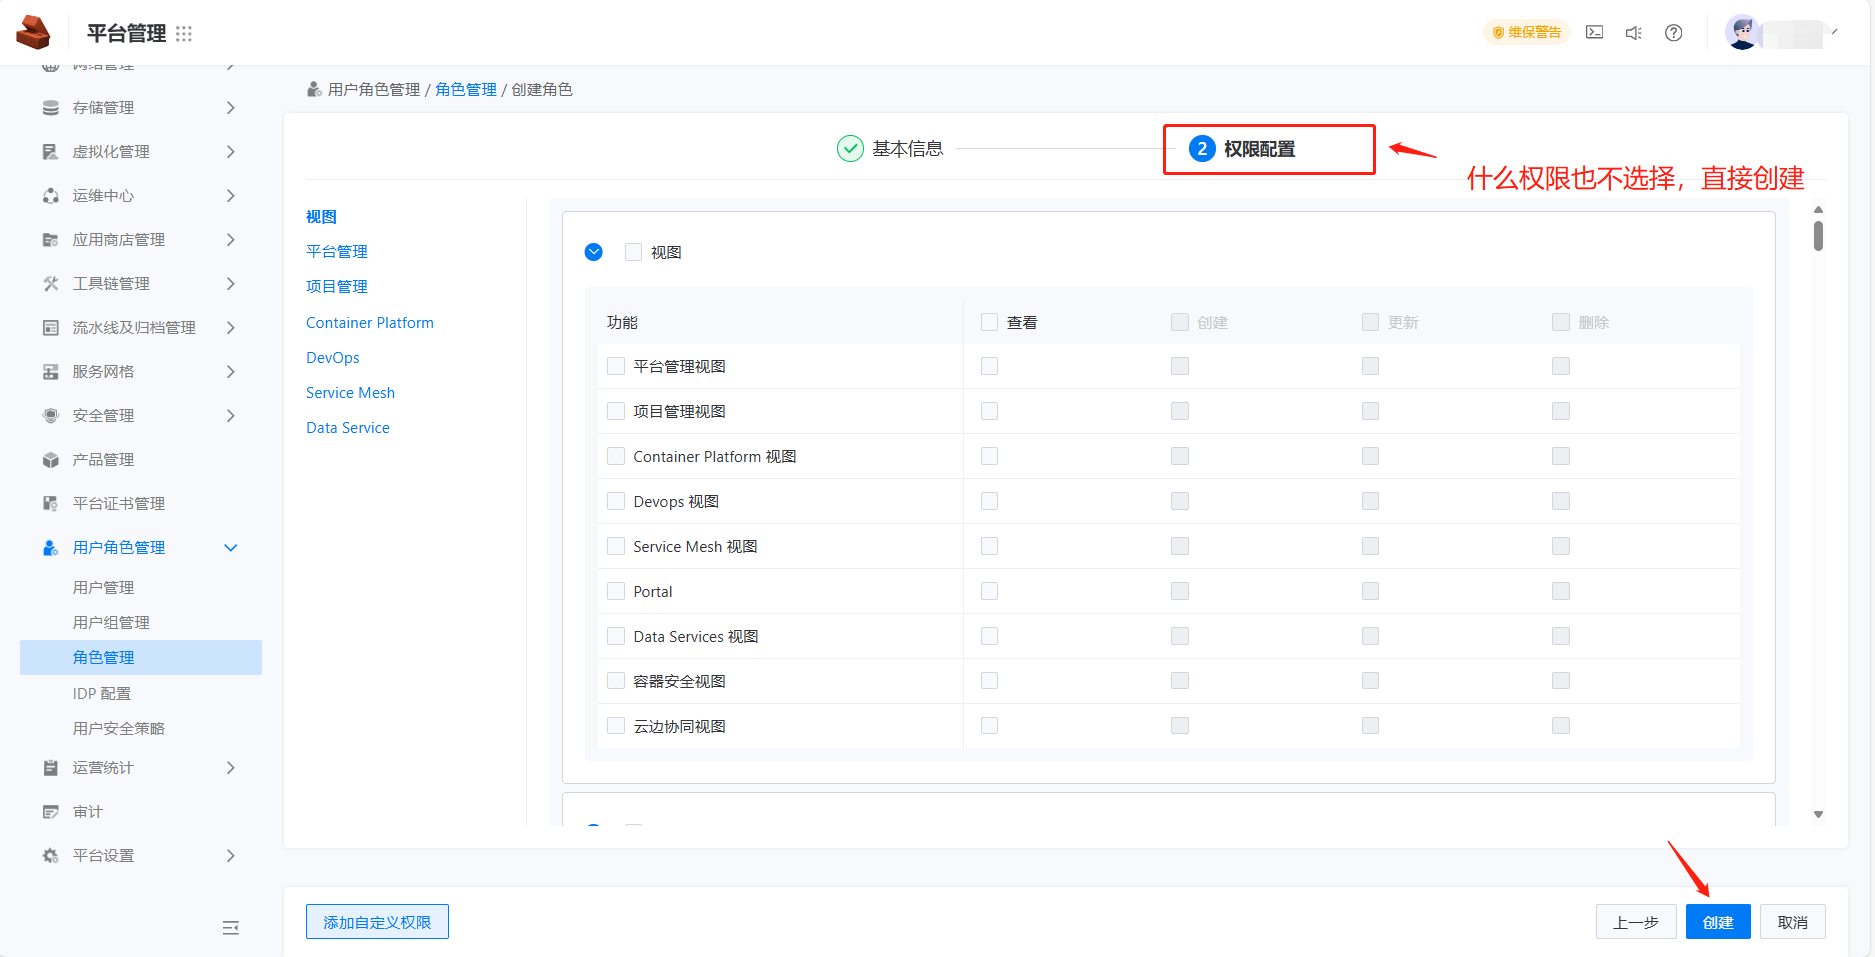 平台管理
维保警告
网络管理
存储管理
虚拟化管理
运维中心
应用商店管理
工具链管理
流水线及归档管理
服务网格
安全管理
产品管理
平台证书管理
用户角色管理
用户管理
用户组管理
角色管理
IDP 配置
用户安全策略
运营统计
审计
平台设置
用户角色管理 / 角色管理 / 创建角色
基本信息
2 权限配置
什么权限也不选择，直接创建
视图
平台管理
项目管理
Container Platform
DevOps
Service Mesh
Data Service
视图
功能 查看 创建 更新 删除
平台管理视图
项目管理视图
Container Platform 视图
Devops 视图
Service Mesh 视图
Portal
Data Services 视图
容器安全视图
云边协同视图
添加自定义权限
上一步 创建 取消